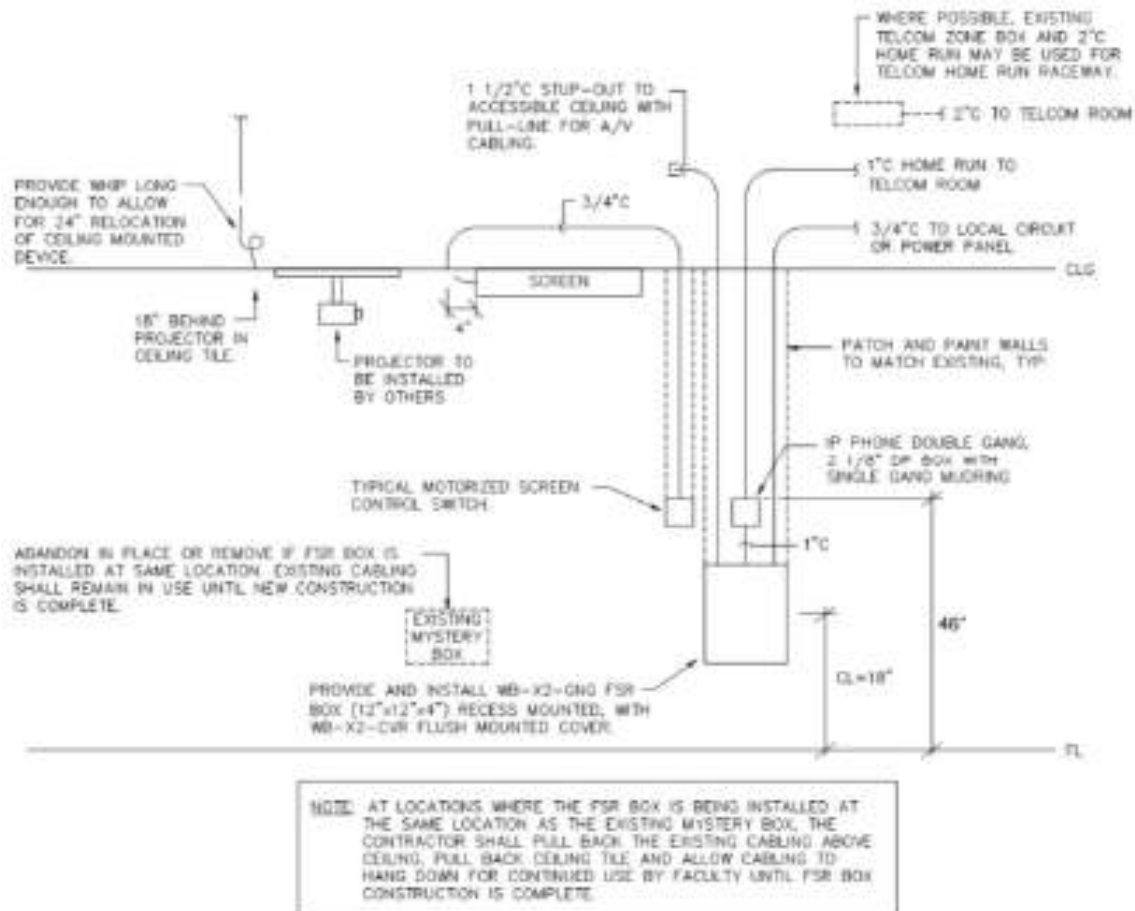 WHERE POSSIBLE, EXISTING
TELCOM ZONE BOX AND 2"C
HOME RUN MAY BE USED FOR
TELCOM HOME RUN RACEWAY.
2"C TO TELCOM ROOM
1 1/2"C STUP-OUT TO
ACCESSIBLE CEILING WITH
PULL-LINE FOR A/V
CABLING.
1"C HOME RUN TO
TELCOM ROOM
PROVIDE WHIP LONG
ENOUGH TO ALLOW
FOR 24" RELOCATION
OF CEILING MOUNTED
DEVICE.
3/4"C
3/4"C TO LOCAL CIRCUIT
OR POWER PANEL
CLG
SCREEN
4"
18" BEHIND
PROJECTOR IN
CEILING TILE.
PROJECTOR TO
BE INSTALLED
BY OTHERS
PATCH AND PAINT WALLS
TO MATCH EXISTING, TYP
IP PHONE DOUBLE GANG,
2 1/8" DP BOX WITH
SINGLE GANG MUDRING
TYPICAL MOTORIZED SCREEN
CONTROL SWITCH
1"C
ABANDON IN PLACE OR REMOVE IF FSR BOX IS
INSTALLED AT SAME LOCATION. EXISTING CABLING
SHALL REMAIN IN USE UNTIL NEW CONSTRUCTION
IS COMPLETE.
EXISTING
MYSTERY
BOX
46"
CL=18"
PROVIDE AND INSTALL WB-X2-GNG FSR
BOX (12"x12"x4") RECESS MOUNTED, WITH
WB-X2-CVR FLUSH MOUNTED COVER.
FL
NOTE: AT LOCATIONS WHERE THE FSR BOX IS BEING INSTALLED AT
THE SAME LOCATION AS THE EXISTING MYSTERY BOX, THE
CONTRACTOR SHALL PULL BACK THE EXISTING CABLING ABOVE
CEILING, PULL BACK CEILING TILE AND ALLOW CABLING TO
HANG DOWN FOR CONTINUED USE BY FACULTY UNTIL FSR BOX
CONSTRUCTION IS COMPLETE.